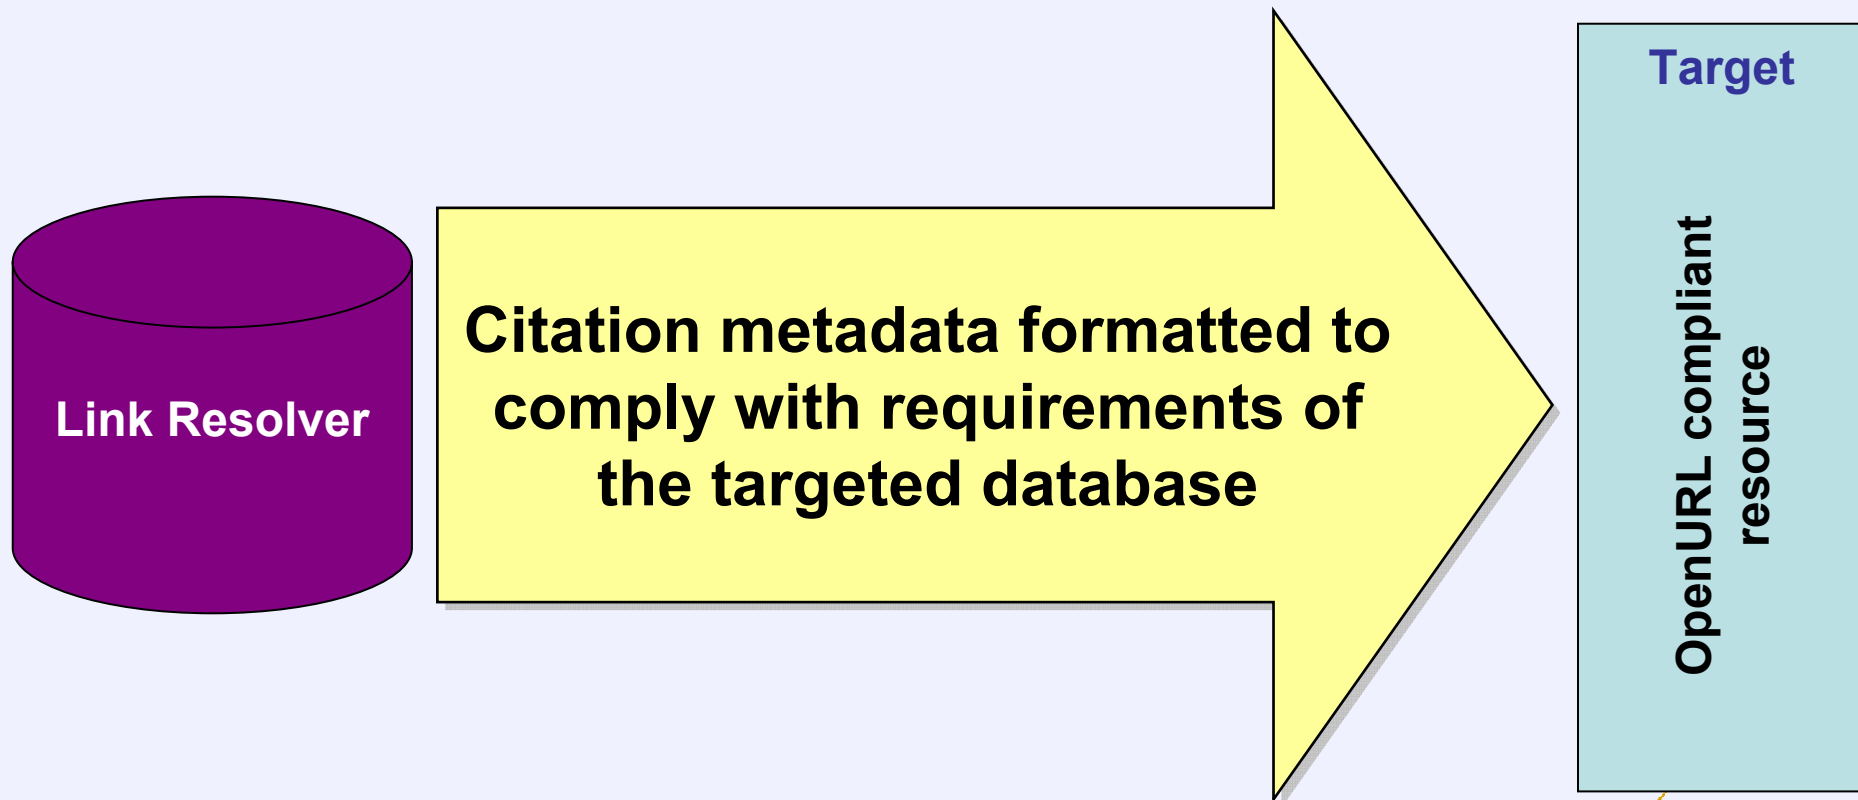 Link Resolver
Citation metadata formatted to
comply with requirements of
the targeted database
Target
OpenURL compliant
resource